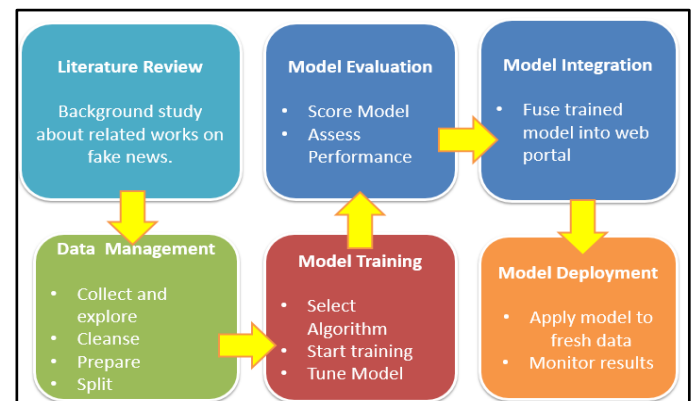 Literature Review
Background study
about related works on
fake news.
Data Management
• Collect and
explore
• Cleanse
• Prepare
• Split
Model Training
• Select
Algorithm
• Start training
• Tune Model
Model Evaluation
• Score Model
• Assess
Performance
Model Integration
• Fuse trained
model into web
portal
Model Deployment
• Apply model to
fresh data
• Monitor results